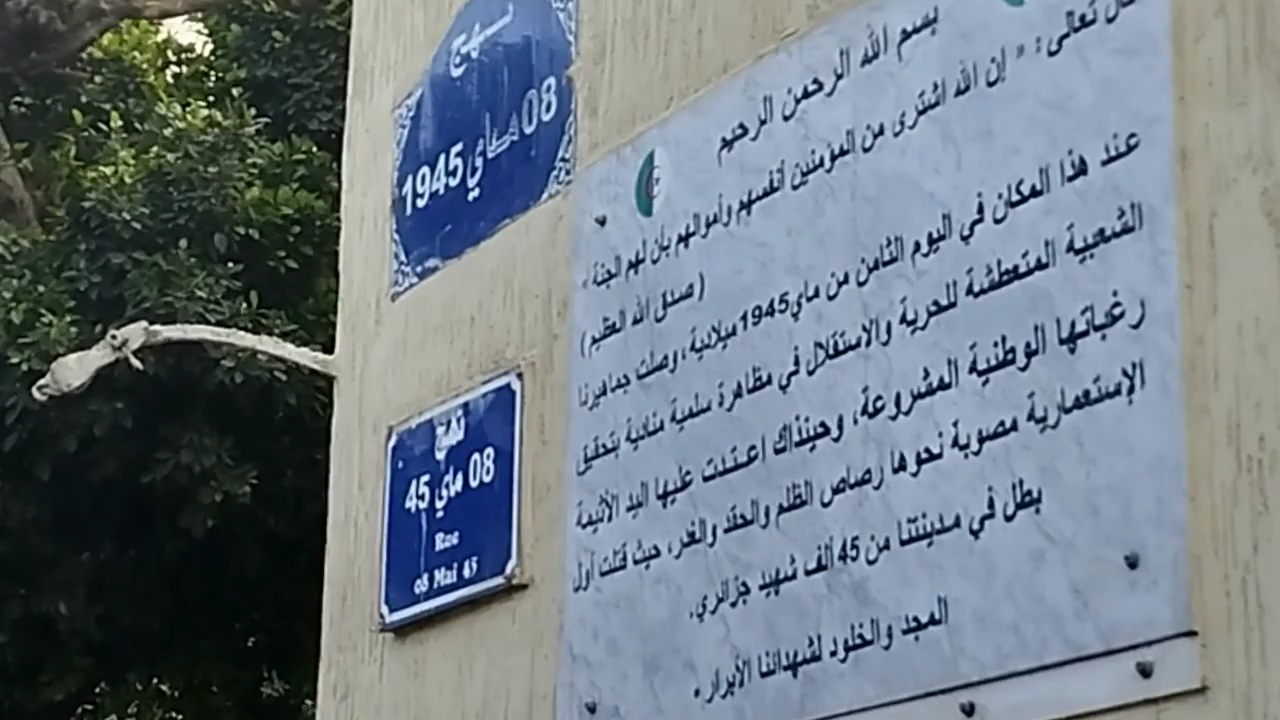 نهج
08 ماي 1945
نهج
08 ماي 45
Rue
08 Mai 45
بسم الله الرحمن الرحيم
قال تعالى: " إن الله اشترى من المؤمنين أنفسهم وأموالهم بأن لهم الجنة "
( صدق الله العظيم )
عند هذا المكان في اليوم الثامن من ماي1945ميلادية، وصلت جماهيرنا
الشعبية المتعطشة للحرية والاستقلال في مظاهرة سلمية منادية بتحقيق
رغباتها الوطنية المشروعة، وحينذاك اعتدت عليها اليد الأثيمة
الإستعمارية مصوبة نحوها رصاص الظلم والحقد والغدر، حيث قتلت أول
بطل في مدينتنا من 45 ألف شهيد جزائري.
المجد والخلود لشهدائنا الأبرار.